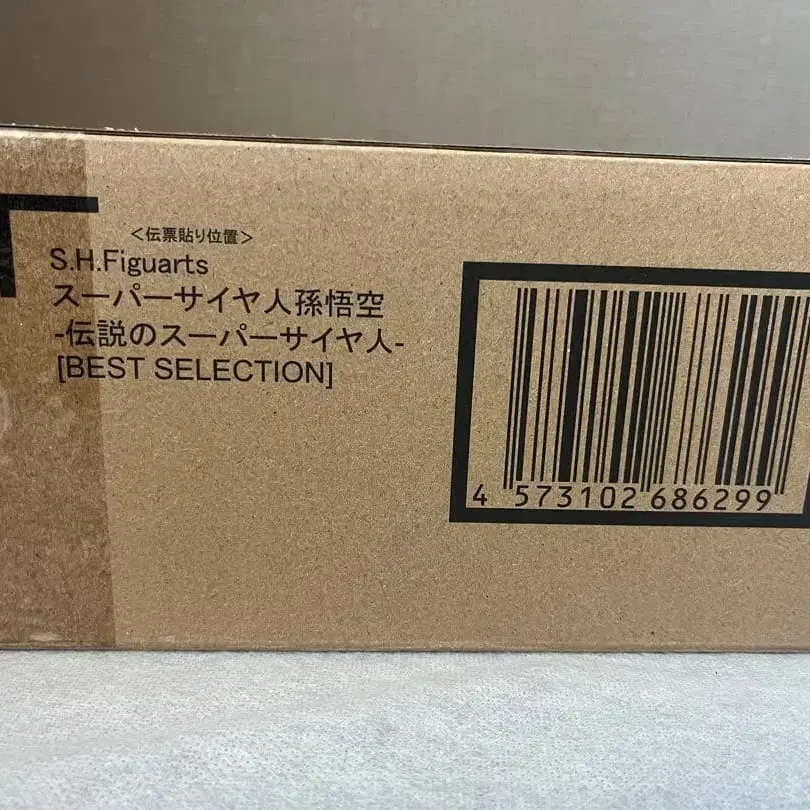 <伝票貼り位置>
S.H.Figuarts
スーパーサイヤ人孫悟空
-伝説のスーパーサイヤ人-
[BEST SELECTION]
4 573102 686299